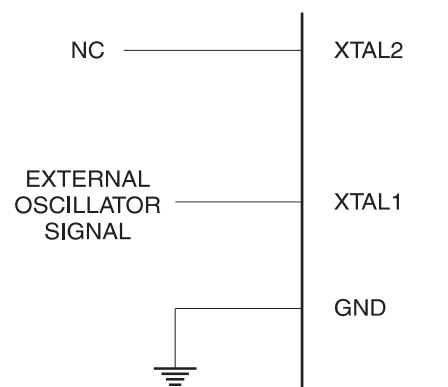 NC XTAL2
EXTERNAL
OSCILLATOR XTAL1
SIGNAL
GND